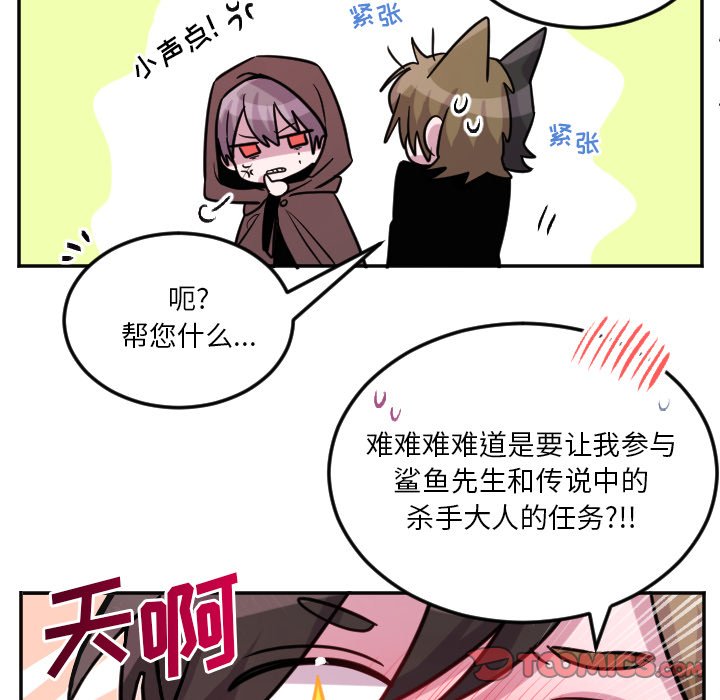 小声点!
紧张
紧张
呃?
帮您什么...
难难难难道是要让我参与
鲨鱼先生和传说中的
杀手大人的任务?!!
天啊
TOOMICS.COM